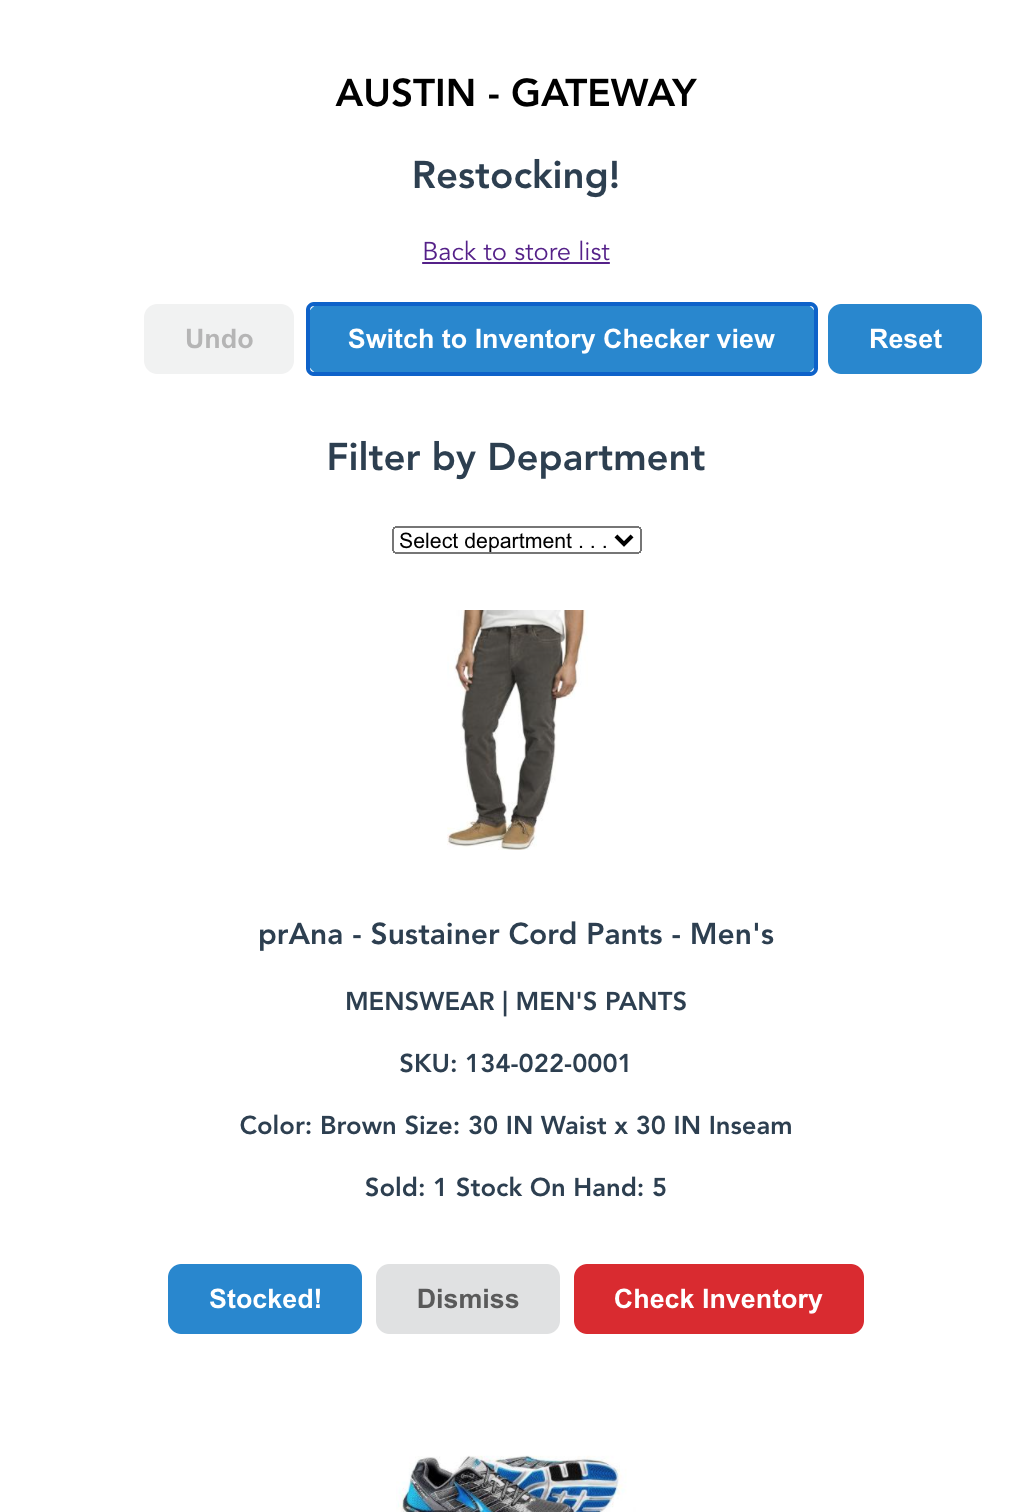 AUSTIN - GATEWAY
Restocking!
Back to store list
Undo Switch to Inventory Checker view Reset
Filter by Department
Select department . . .
prAna - Sustainer Cord Pants - Men's
MENSWEAR | MEN'S PANTS
SKU: 134-022-0001
Color: Brown Size: 30 IN Waist x 30 IN Inseam
Sold: 1 Stock On Hand: 5
Stocked! Dismiss Check Inventory